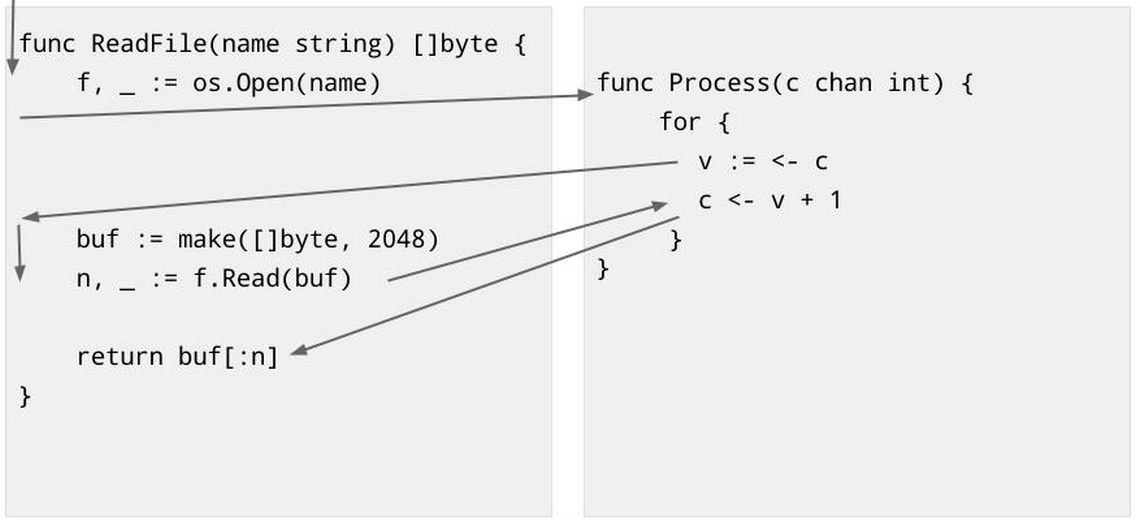 func ReadFile(name string) []byte {
    f, _ := os.Open(name)
    buf := make([]byte, 2048)
    n, _ := f.Read(buf)
    return buf[:n]
}
func Process(c chan int) {
    for {
        v := <- c
        c <- v + 1
    }
}